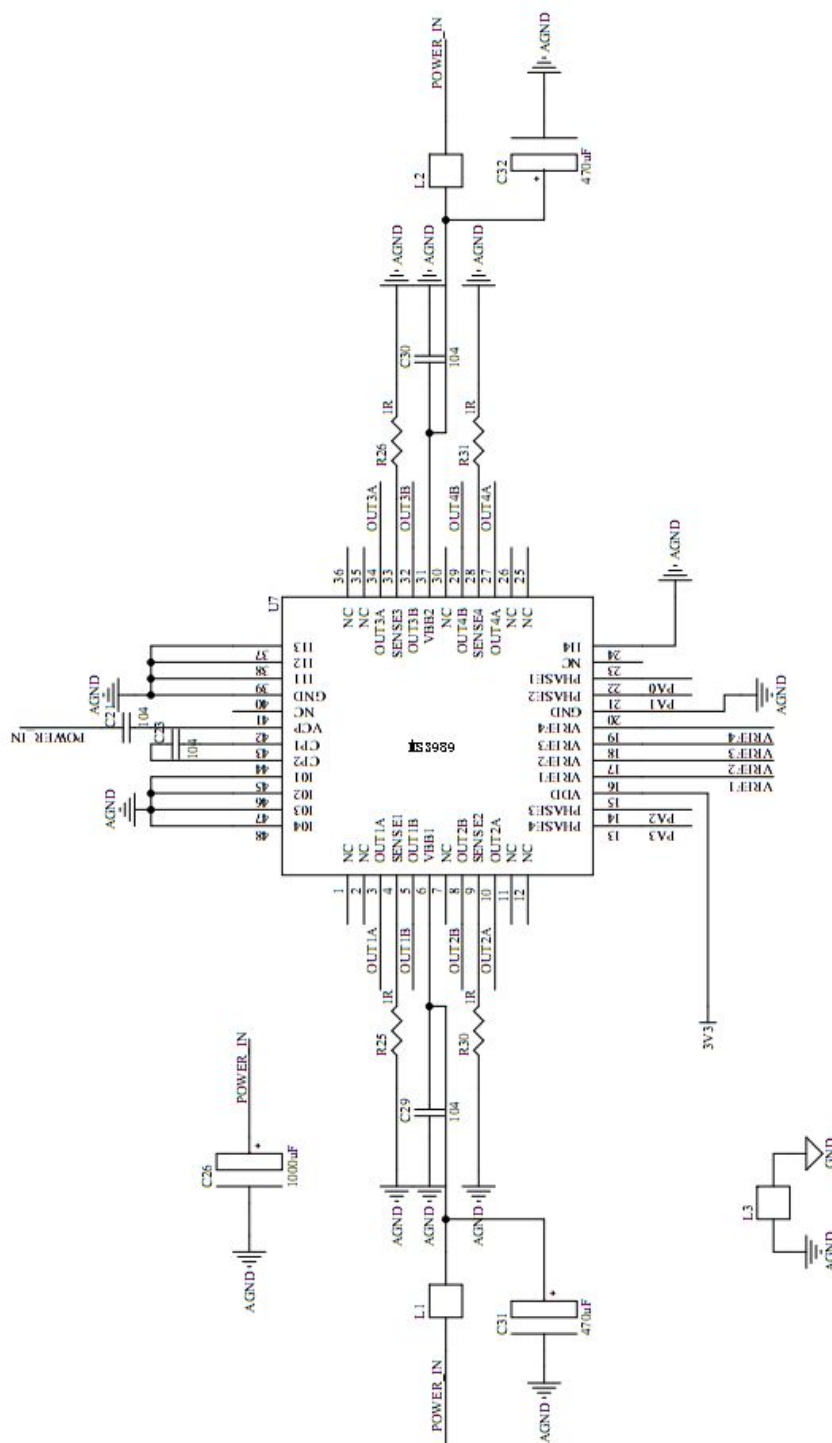 POWER_IN
AGND
L2
C32
470uF
AGND
AGND
AGND
C30
104
R26
1R
R31
1R
OUT3A
OUT3B
OUT4B
OUT4A
36
35
34
33
32
31
30
29
28
27
26
25
U7
NC
NC
OUT3A
SENSE3
OUT3B
VBB2
NC
OUT4B
SENSE4
OUT4A
NC
NC
POWER_IN
AGND
C21
104
C23
104
AGND
37
38
39
40
41
42
43
44
45
46
47
48
I13
I12
I11
GND
NC
VCP
CP1
CP2
I01
I02
I03
I04
I14
NC
PHASE1
PHASE2
GND
VREF4
VREF3
VREF2
VREF1
VDD
PHASE3
PHASE4
24
23
22
21
20
19
18
17
16
15
14
13
AGND
PA0
PA1
AGND
VREF4
VREF3
VREF2
VREF1
PA2
PA3
3V3
NC
NC
OUT1A
SENSE1
OUT1B
VBB1
NC
OUT2B
SENSE2
OUT2A
NC
NC
1
2
3
4
5
6
7
8
9
10
11
12
OUT1A
OUT1B
OUT2B
OUT2A
R25
1R
R30
1R
C29
104
AGND
AGND
AGND
POWER_IN
C26
1000uF
AGND
L1
POWER_IN
C31
470uF
AGND
L3
GND
AGND